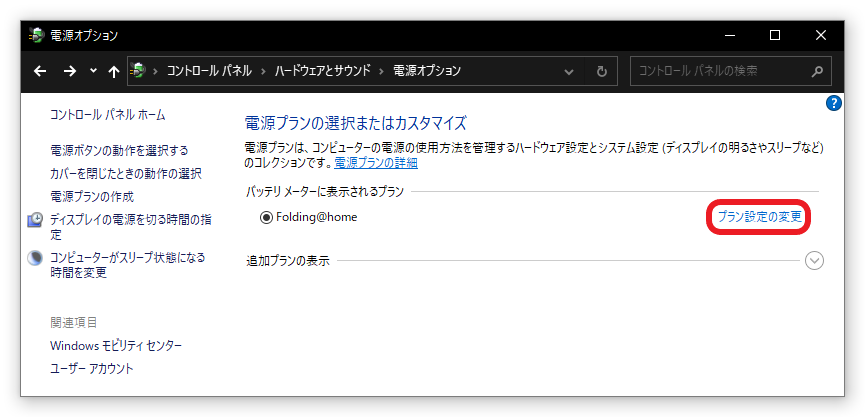 電源オプション
コントロール パネル › ハードウェアとサウンド › 電源オプション
コントロール パネルの検索
コントロール パネル ホーム
電源ボタンの動作を選択する
カバーを閉じたときの動作の選択
電源プランの作成
ディスプレイの電源を切る時間の指
定
コンピューターがスリープ状態になる
時間を変更
関連項目
Windows モビリティ センター
ユーザー アカウント
?
電源プランの選択またはカスタマイズ
電源プランは、コンピューターの電源の使用方法を管理するハードウェア設定とシステム設定 (ディスプレイの明るさやスリープなど)
のコレクションです。電源プランの詳細
バッテリ メーターに表示されるプラン
Folding@home プラン設定の変更
追加プランの表示